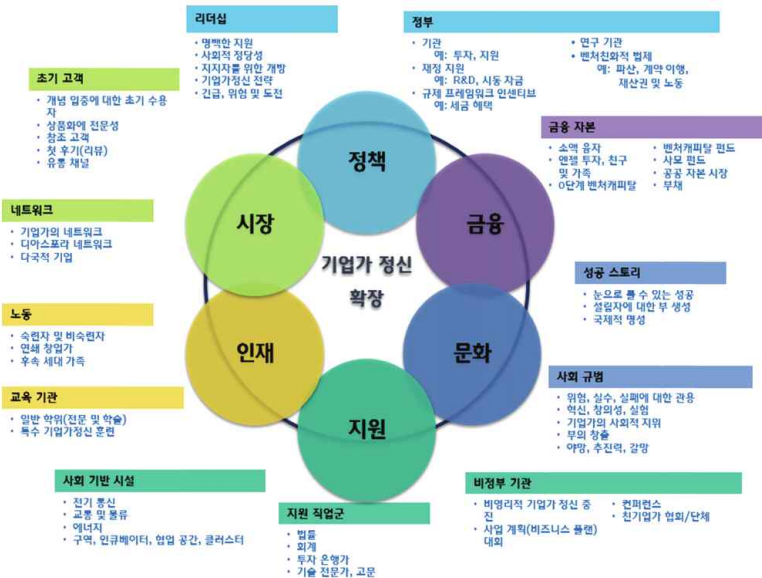 리더십
• 명백한 지원
• 사회적 정당성
• 지지자를 위한 개방
• 기업가정신 전략
• 긴급, 위험 및 도전
정부
• 기관
예: 투자, 지원
• 재정 지원
예: R&D, 시동 자금
• 규제 프레임워크 인센티브
예: 세금 혜택
• 연구 기관
• 벤처친화적 법제
예: 파산, 계약 이행,
재산권 및 노동
초기 고객
• 개념 입증에 대한 초기 수용
자
• 상품화에 전문성
• 참조 고객
• 첫 후기(리뷰)
• 유통 채널
금융 자본
• 소액 융자
• 엔젤 투자, 친구
및 가족
• 0단계 벤처캐피탈
• 벤처캐피탈 펀드
• 사모 펀드
• 공공 자본 시장
• 부채
정책
시장
금융
기업가 정신
확장
인재
문화
지원
네트워크
• 기업가의 네트워크
• 디아스포라 네트워크
• 다국적 기업
성공 스토리
• 눈으로 볼 수 있는 성공
• 설립자에 대한 부 생성
• 국제적 명성
노동
• 숙련자 및 비숙련자
• 연쇄 창업가
• 후속 세대 가족
사회 규범
• 위험, 실수, 실패에 대한 관용
• 혁신, 창의성, 실험
• 기업가의 사회적 지위
• 부의 창출
• 야망, 추진력, 갈망
교육 기관
• 일반 학위(전문 및 학술)
• 특수 기업가정신 훈련
사회 기반 시설
• 전기 통신
• 교통 및 물류
• 에너지
• 구역, 인큐베이터, 협업 공간, 클러스터
지원 직업군
• 법률
• 회계
• 투자 은행가
• 기술 전문가, 고문
비정부 기관
• 비영리적 기업가 정신 증
진
• 사업 계획(비즈니스 플랜)
대회
• 컨퍼런스
• 친기업가 협회/단체